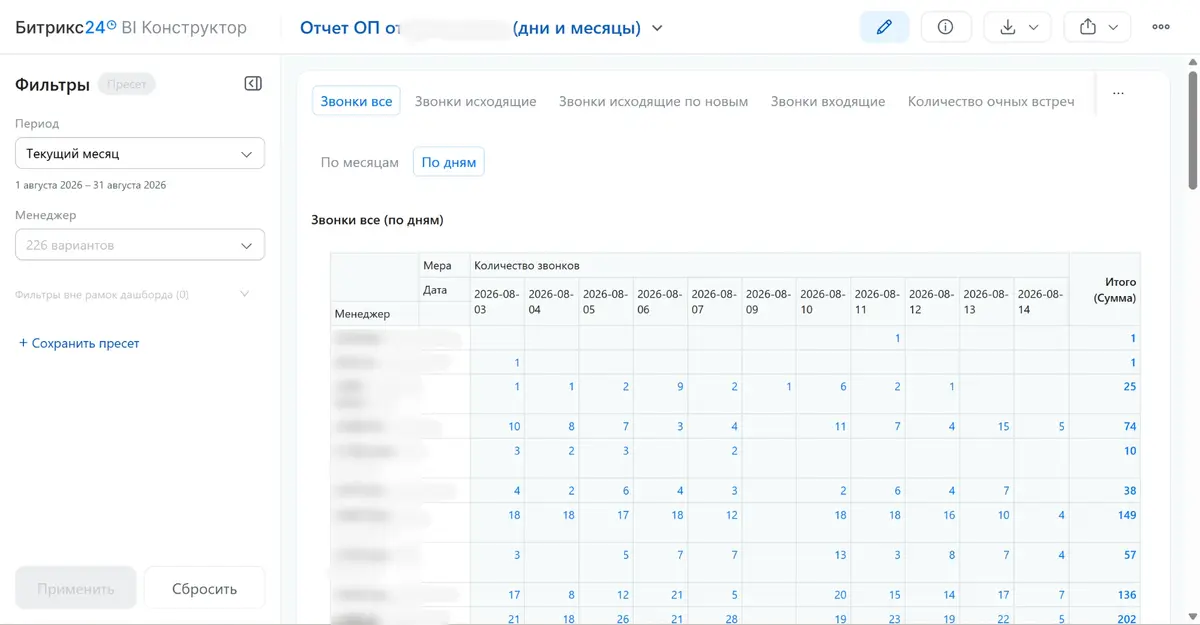 Битрикс24 BI Конструктор
Отчет ОП от (дни и месяцы)
Фильтры Пресет
Период
Текущий месяц
1 августа 2026 – 31 августа 2026
Менеджер
226 вариантов
Фильтры вне рамок дашборда (0)
+ Сохранить пресет
Применить Сбросить
Звонки все Звонки исходящие Звонки исходящие по новым Звонки входящие Количество очных встреч ...
По месяцам По дням
Звонки все (по дням)
Мера Количество звонков
Дата 2026-08-03 2026-08-04 2026-08-05 2026-08-06 2026-08-07 2026-08-09 2026-08-10 2026-08-11 2026-08-12 2026-08-13 2026-08-14 Итого (Сумма)
Менеджер
1 1
1 1
1 1 2 9 2 1 6 2 1 25
10 8 7 3 4 11 7 4 15 5 74
3 2 3 2 10
4 2 6 4 3 2 6 4 7 38
18 18 17 18 12 18 18 16 10 4 149
3 5 7 7 13 3 8 7 4 57
17 8 12 21 5 20 15 14 17 7 136
21 18 26 21 28 19 23 19 22 5 202